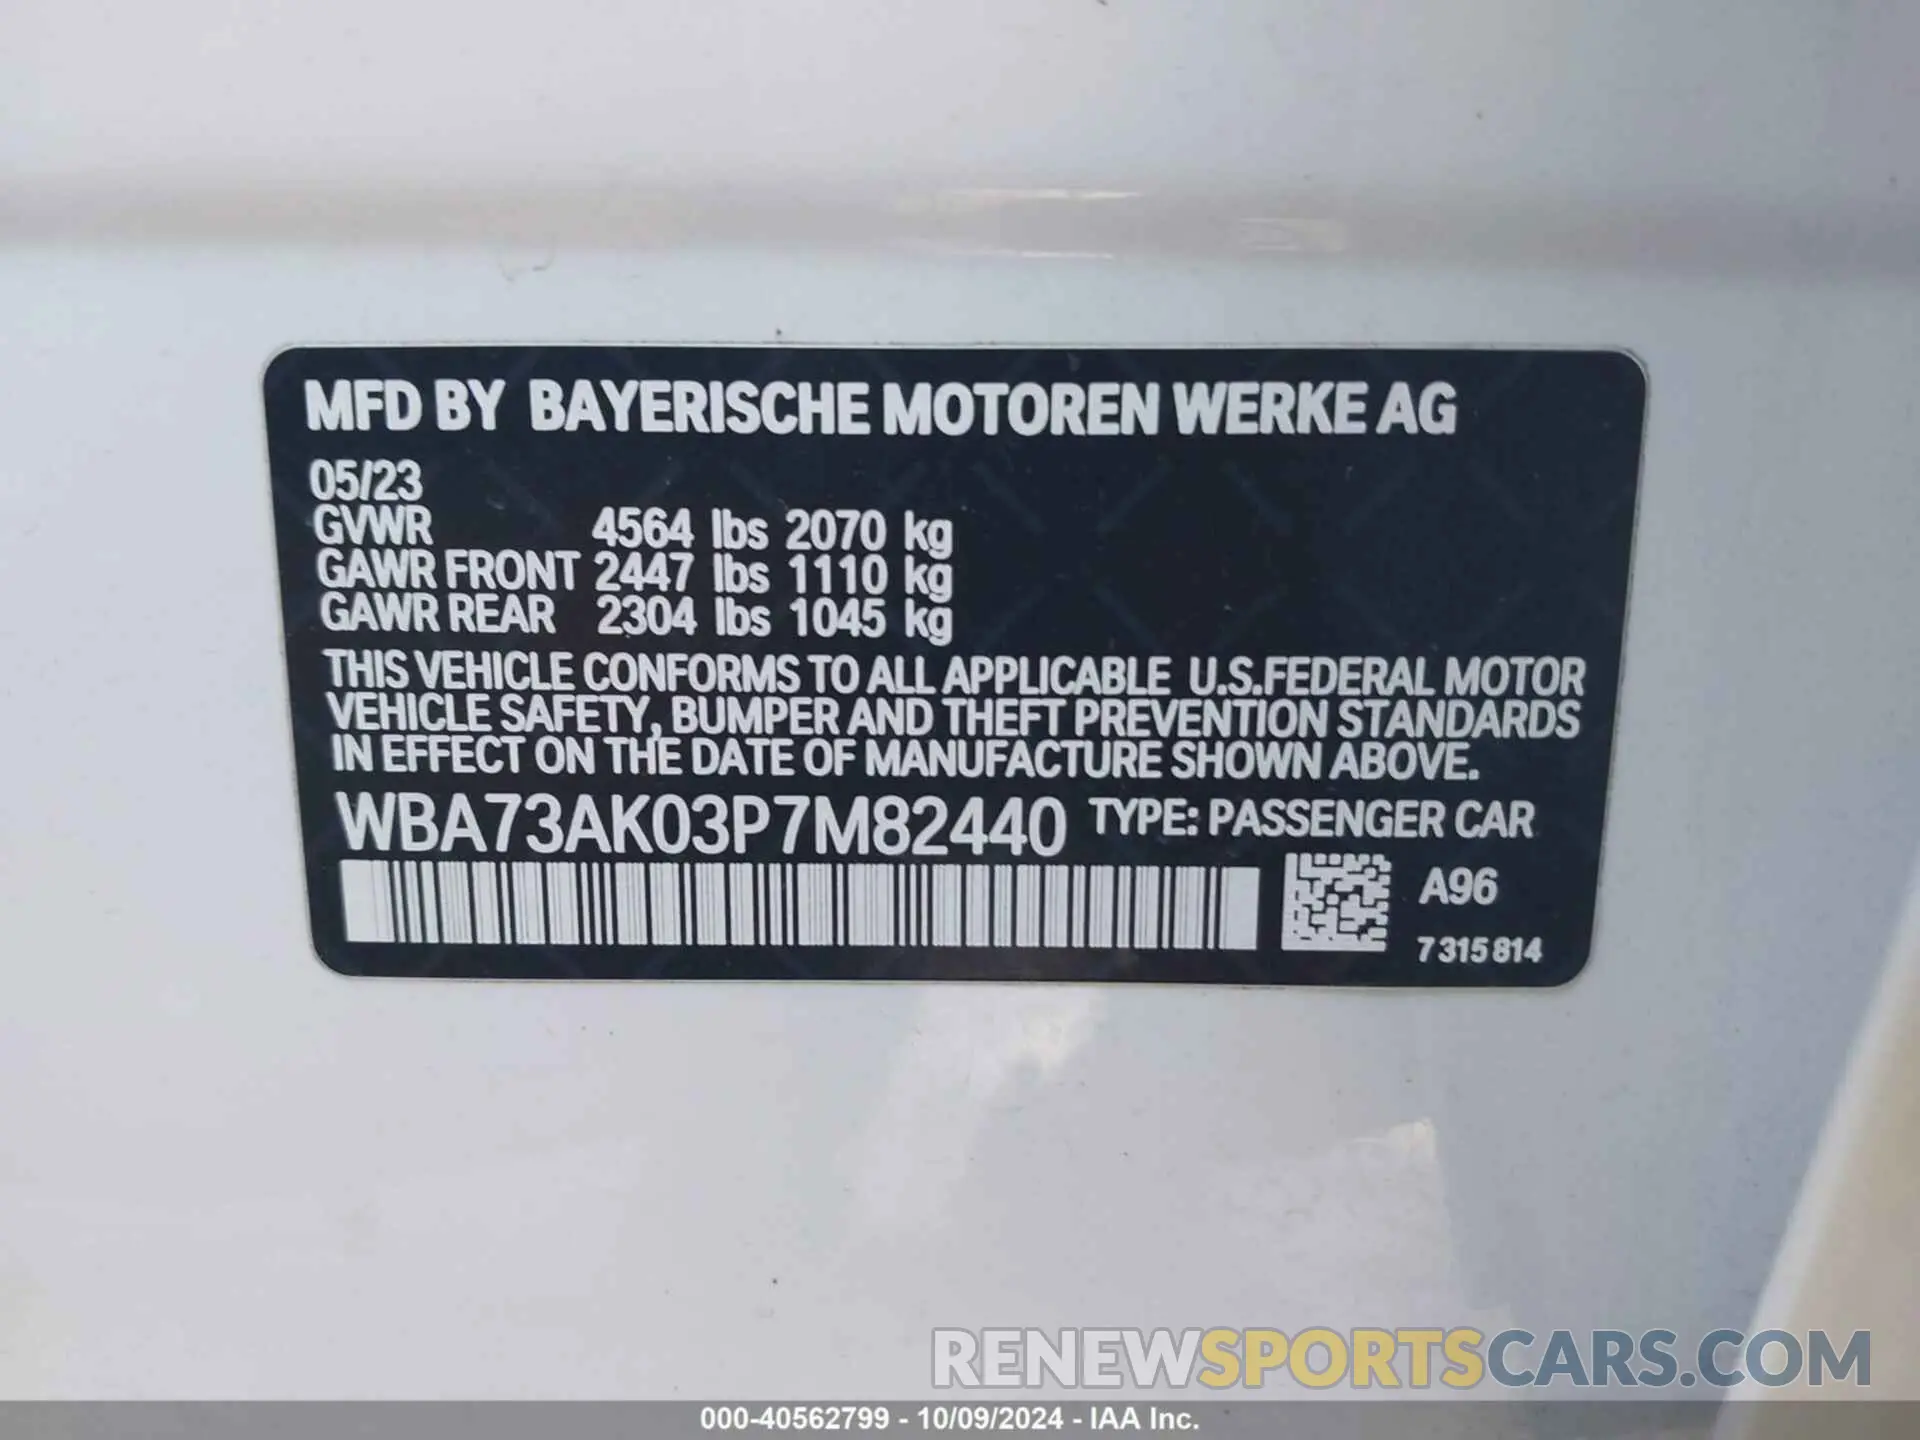 MFD BY BAYERISCHE MOTOREN WERKE AG
05/23
GVWR 4564 lbs 2070 kg
GAWR FRONT 2447 lbs 1110 kg
GAWR REAR 2304 lbs 1045 kg
THIS VEHICLE CONFORMS TO ALL APPLICABLE U.S.FEDERAL MOTOR
VEHICLE SAFETY, BUMPER AND THEFT PREVENTION STANDARDS
IN EFFECT ON THE DATE OF MANUFACTURE SHOWN ABOVE.
WBA73AK03P7M82440 TYPE: PASSENGER CAR
A96
7 315 814
RENEWSPORTSCARS.COM
000-40562799 - 10/09/2024 - IAA Inc.